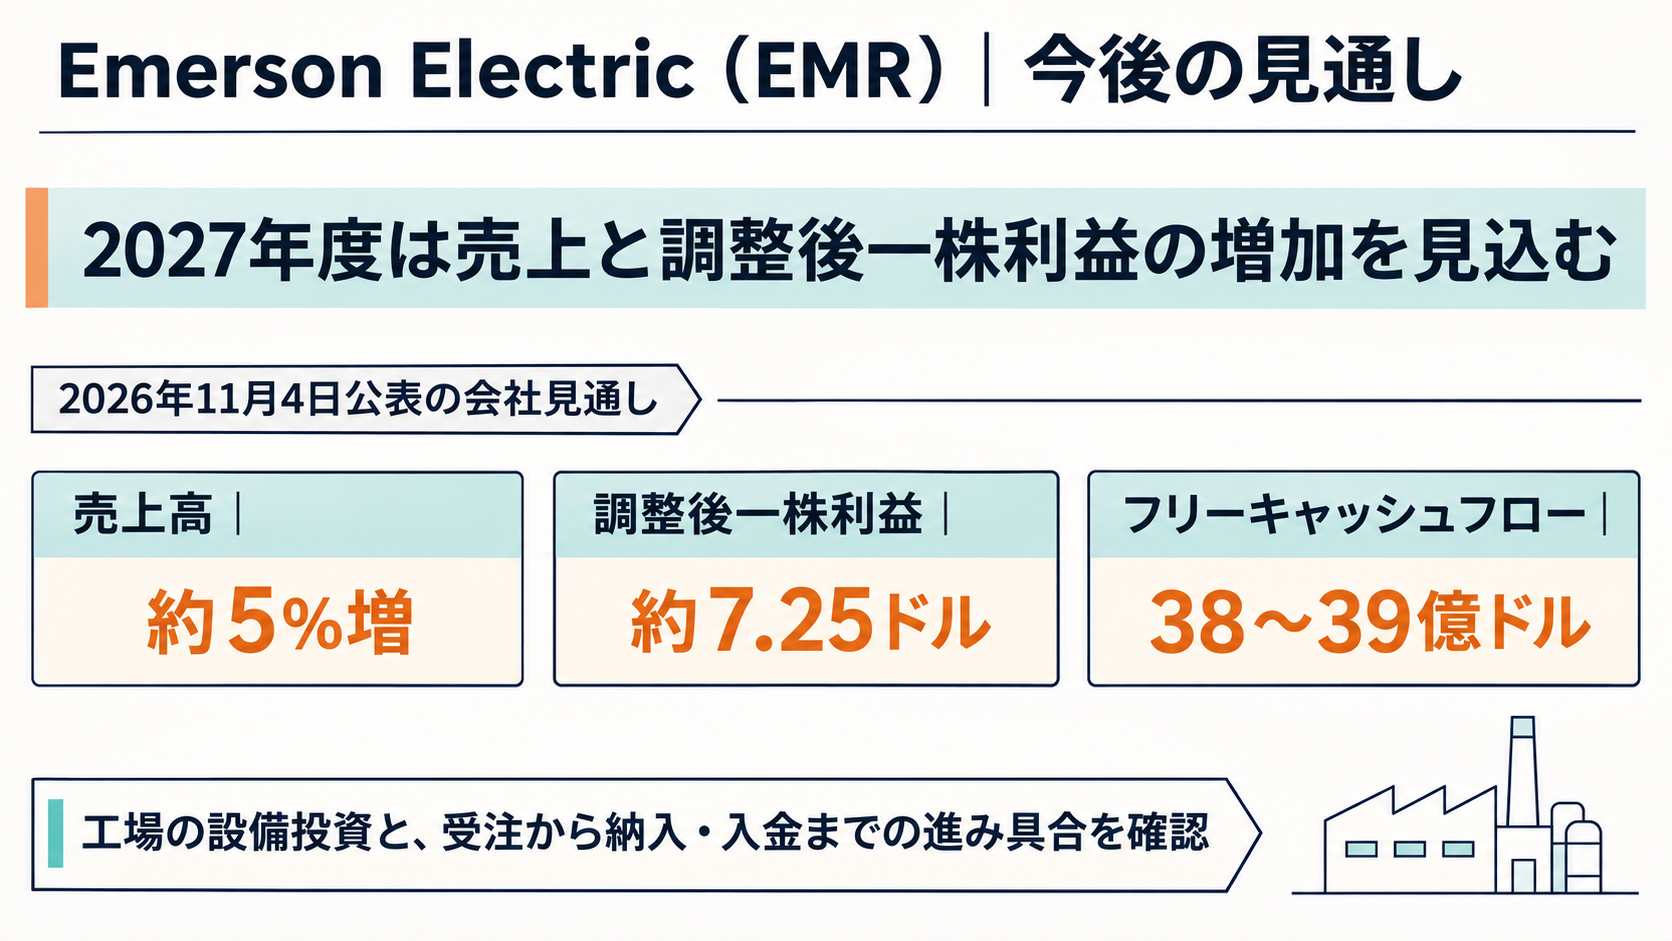 Emerson Electric（EMR）｜今後の見通し
2027年度は売上と調整後一株利益の増加を見込む
2026年11月4日公表の会社見通し
売上高｜
約5%増
調整後一株利益｜
約7.25ドル
フリーキャッシュフロー｜
38〜39億ドル
工場の設備投資と、受注から納入・入金までの進み具合を確認